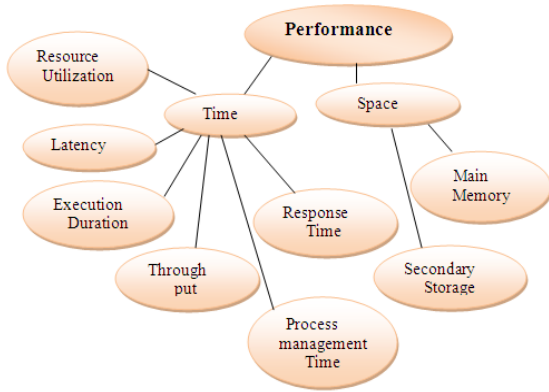 Performance
Resource
Utilization
Time
Space
Latency
Main
Memory
Execution
Duration
Response
Time
Through
put
Secondary
Storage
Process
management
Time